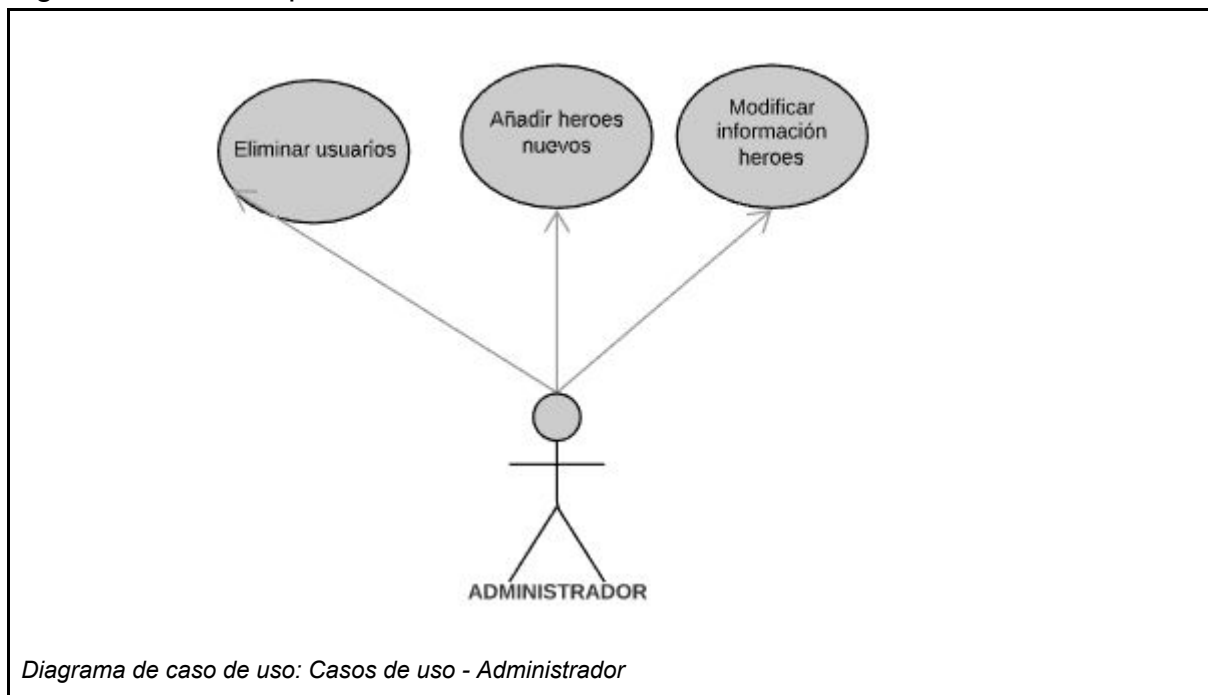 Eliminar usuarios
Añadir heroes
nuevos
Modificar
información
heroes
ADMINISTRADOR
Diagrama de caso de uso: Casos de uso - Administrador